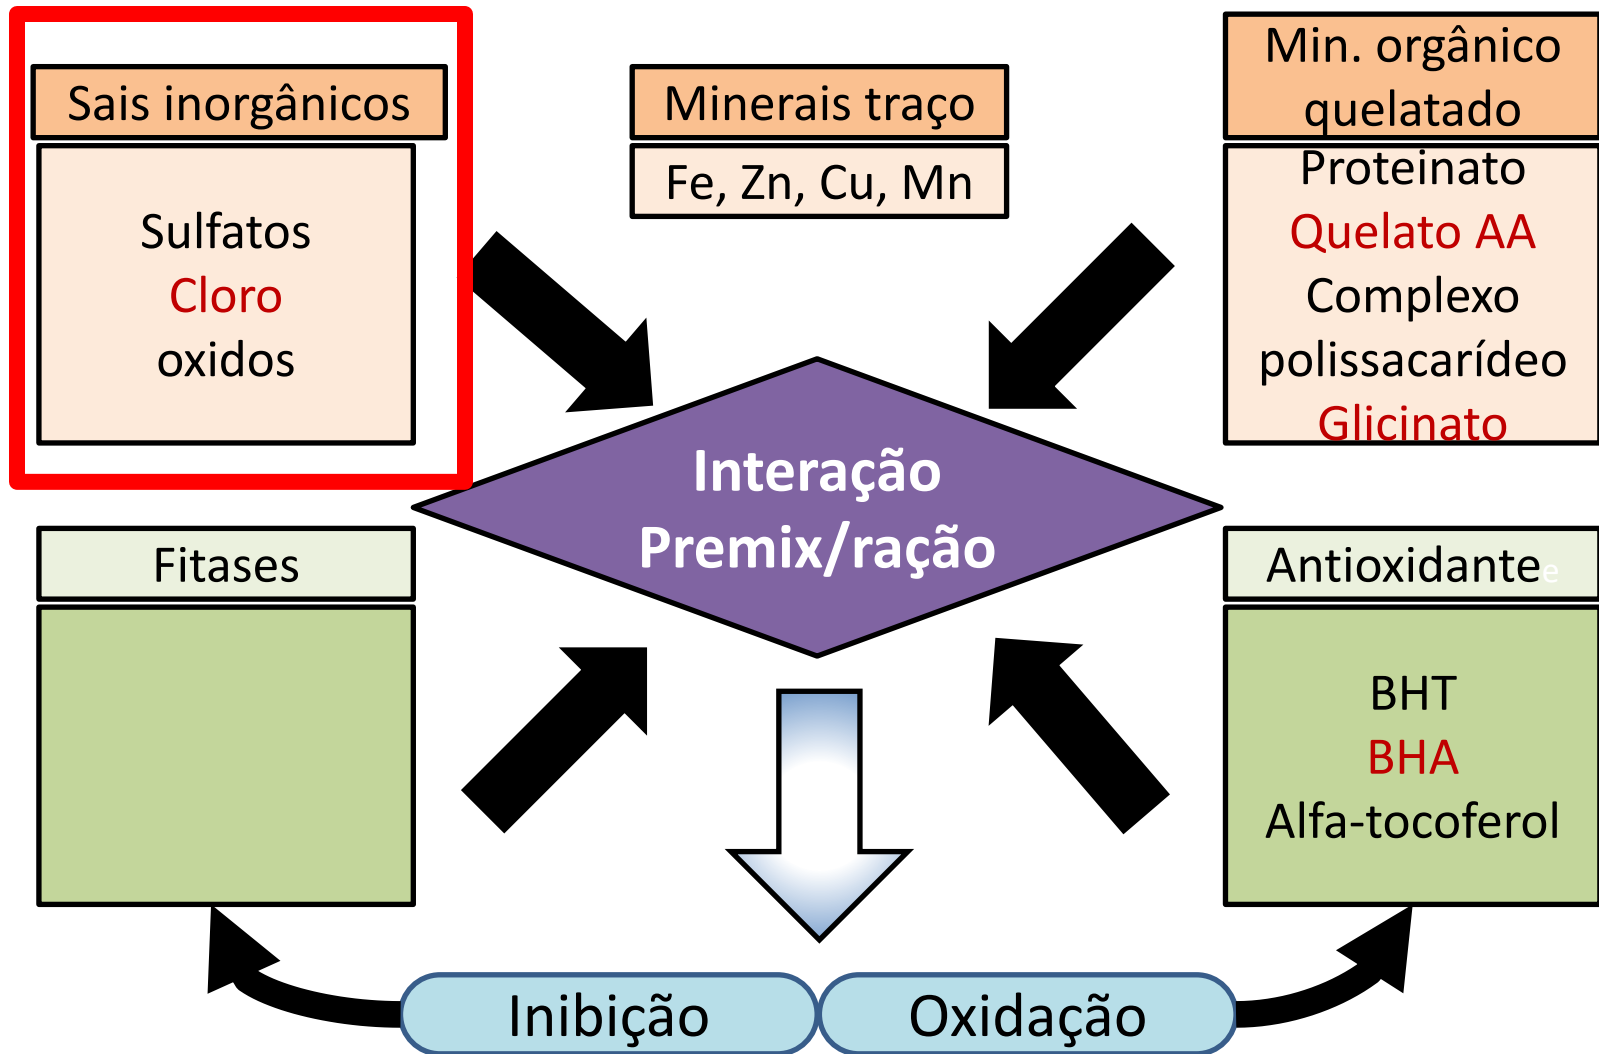 Sais inorgânicos
Sulfatos
Cloro
oxidos
Minerais traço
Fe, Zn, Cu, Mn
Min. orgânico
quelatado
Proteinato
Quelato AA
Complexo
polissacarídeo
Glicinato
Interação
Premix/ração
Fitases
Antioxidantee
BHT
BHA
Alfa-tocoferol
Inibição
Oxidação